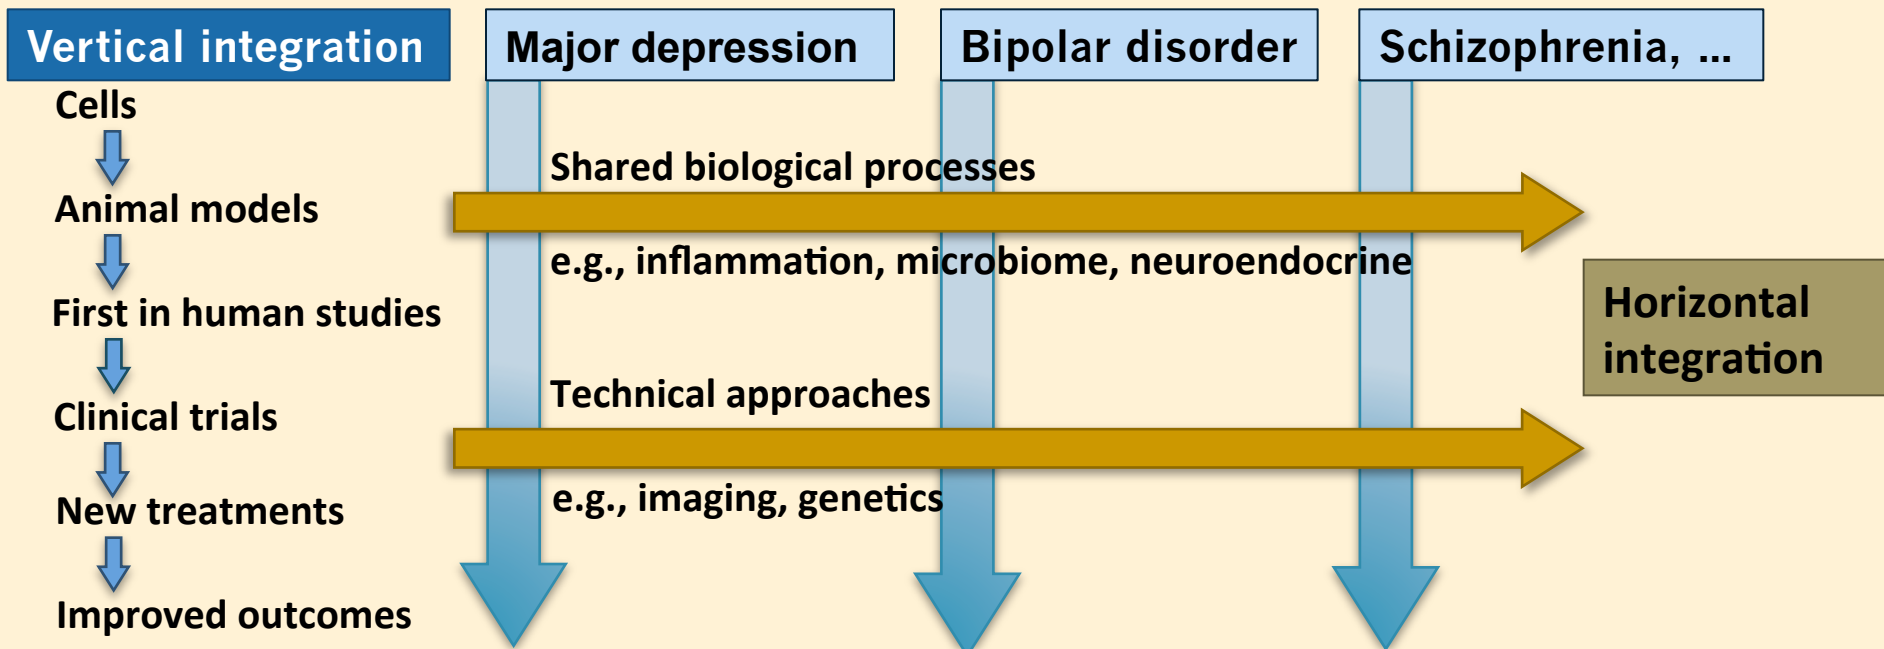 Vertical integration
Major depression
Bipolar disorder
Schizophrenia, ...
Cells
Animal models
First in human studies
Clinical trials
New treatments
Improved outcomes
Shared biological processes
e.g., inflammation, microbiome, neuroendocrine
Technical approaches
e.g., imaging, genetics
Horizontal
integration